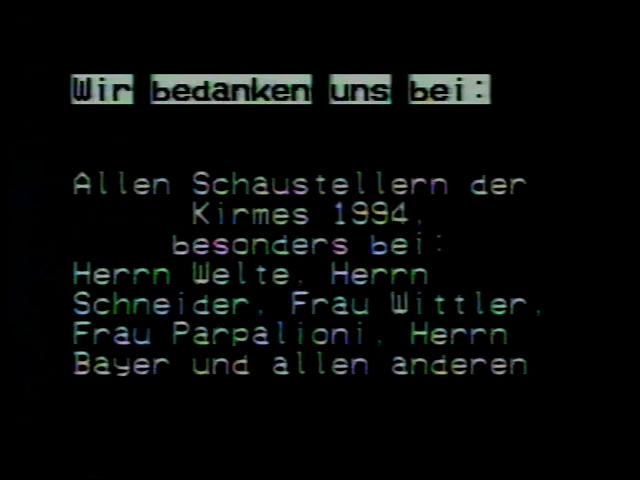 Wir bedanken uns bei:
Allen Schaustellern der
Kirmes 1994,
besonders bei:
Herrn Welte, Herrn
Schneider, Frau Wittler,
Frau Parpalioni, Herrn
Bayer und allen anderen